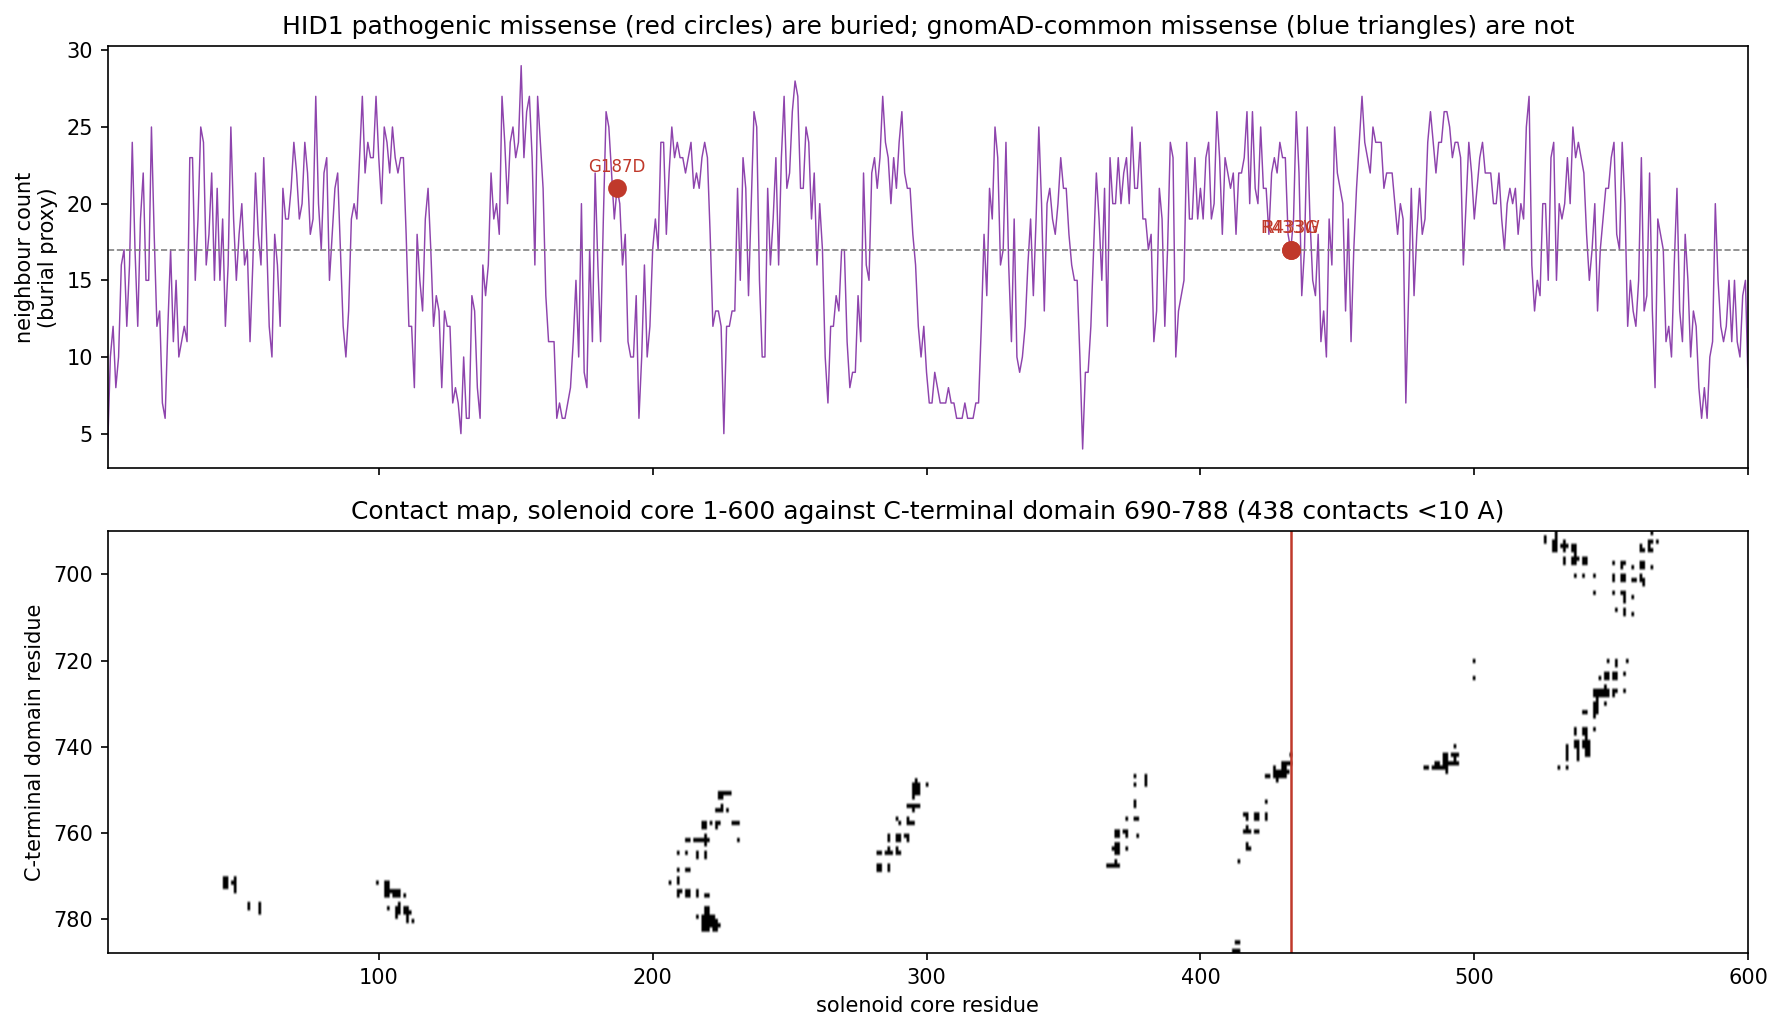 HID1 pathogenic missense (red circles) are buried; gnomAD-common missense (blue triangles) are not
30
25
20
15
10
5
neighbour count
(burial proxy)
G187D
Contact map, solenoid core 1-600 against C-terminal domain 690-788 (438 contacts <10 A)
700
720
740
760
780
C-terminal domain residue
100
200
300
400
500
600
solenoid core residue